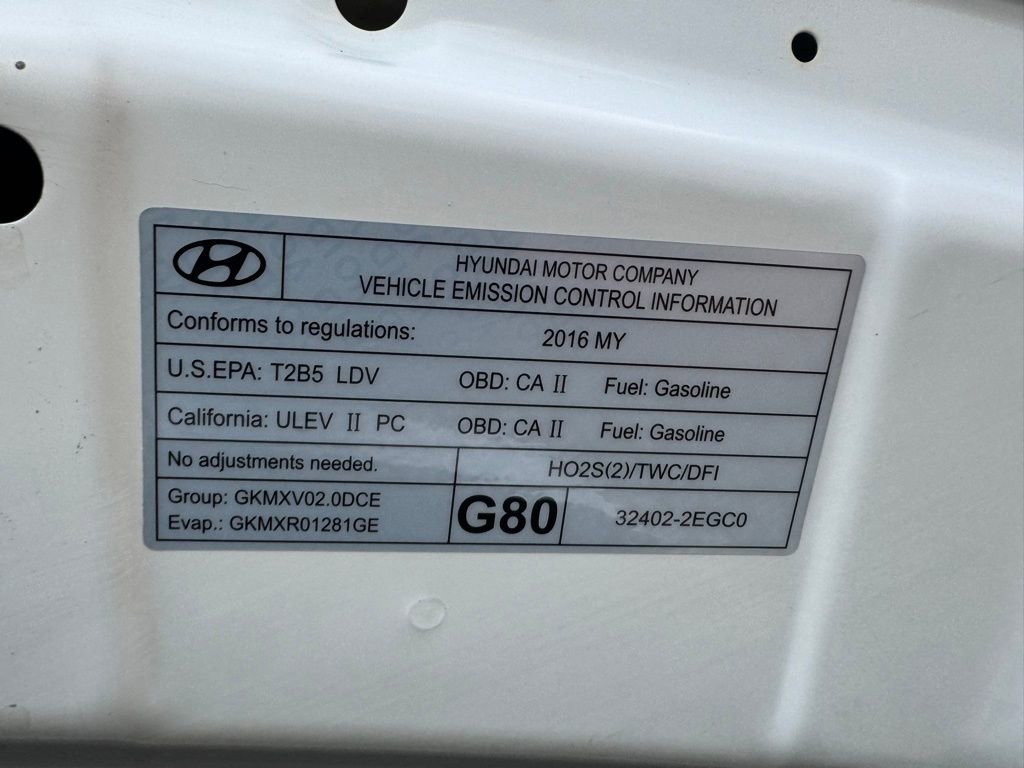 HYUNDAI MOTOR COMPANY
VEHICLE EMISSION CONTROL INFORMATION
Conforms to regulations: 2016 MY
U.S.EPA: T2B5 LDV OBD: CA II Fuel: Gasoline
California: ULEV II PC OBD: CA II Fuel: Gasoline
No adjustments needed. HO2S(2)/TWC/DFI
Group: GKMXV02.0DCE
Evap.: GKMXR01281GE
G80
32402-2EGC0